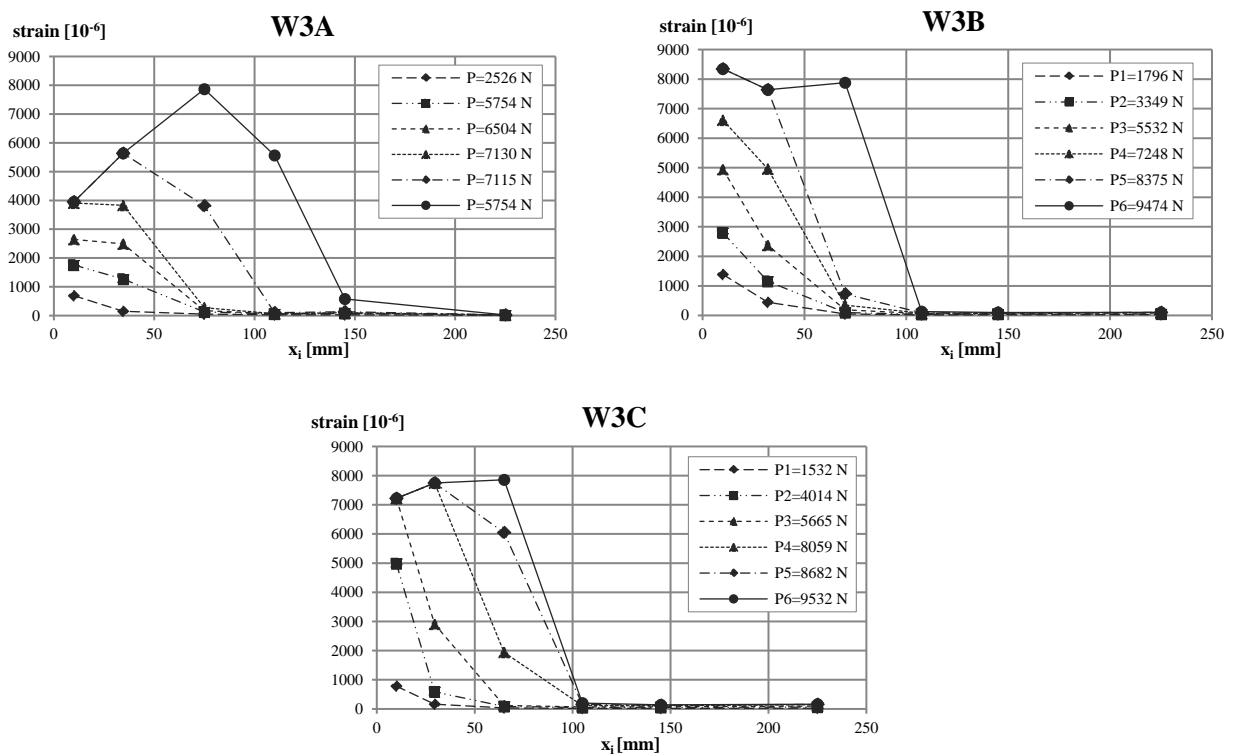 W3A
strain [10-6]
9000
8000
7000
6000
5000
4000
3000
2000
1000
0
0 50 100 150 200 250
xi [mm]
P=2526 N
P=5754 N
P=6504 N
P=7130 N
P=7115 N
P=5754 N
W3B
strain [10-6]
9000
8000
7000
6000
5000
4000
3000
2000
1000
0
0 50 100 150 200 250
xi [mm]
P1=1796 N
P2=3349 N
P3=5532 N
P4=7248 N
P5=8375 N
P6=9474 N
W3C
strain [10-6]
9000
8000
7000
6000
5000
4000
3000
2000
1000
0
0 50 100 150 200 250
xi [mm]
P1=1532 N
P2=4014 N
P3=5665 N
P4=8059 N
P5=8682 N
P6=9532 N